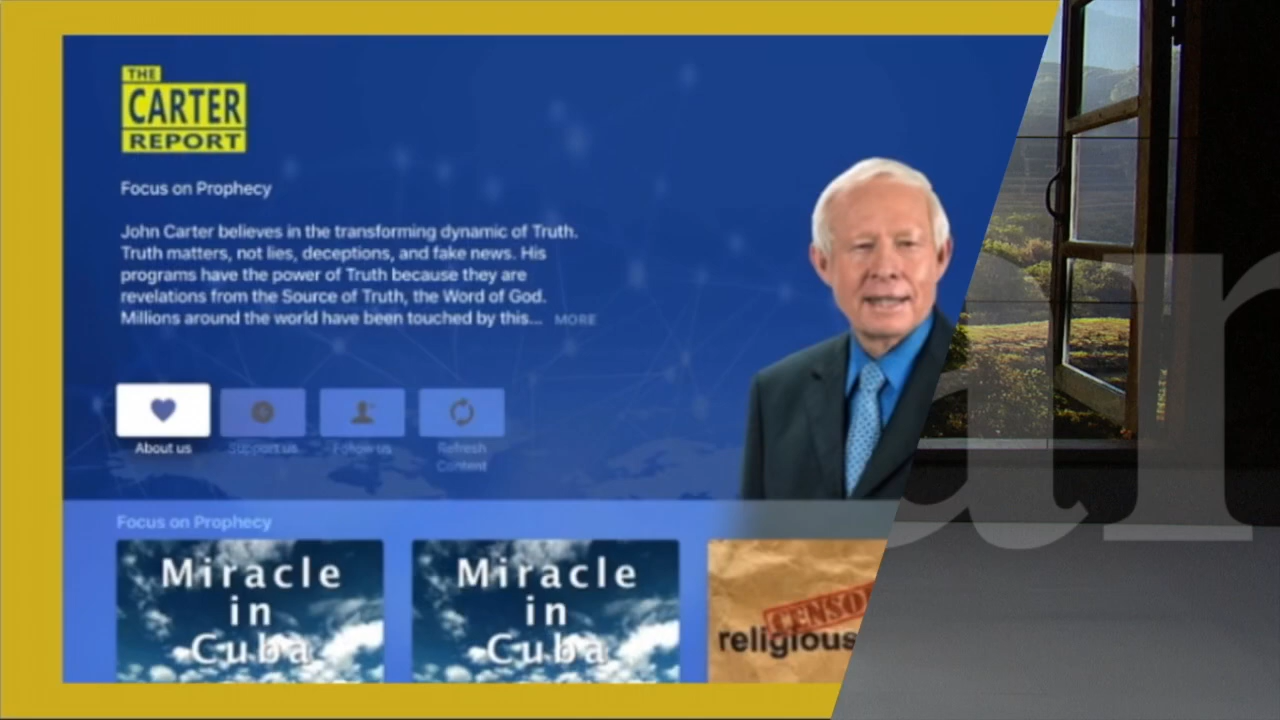 THE
CARTER
REPORT
Focus on Prophecy
John Carter believes in the transforming dynamic of Truth.
Truth matters, not lies, deceptions, and fake news. His
programs have the power of Truth because they are
revelations from the Source of Truth, the Word of God.
Millions around the world have been touched by this... MORE
About us
Support us
Follow us
Refresh
Content
Focus on Prophecy
Miracle
in
Cuba
Miracle
in
Cuba
religious
ar